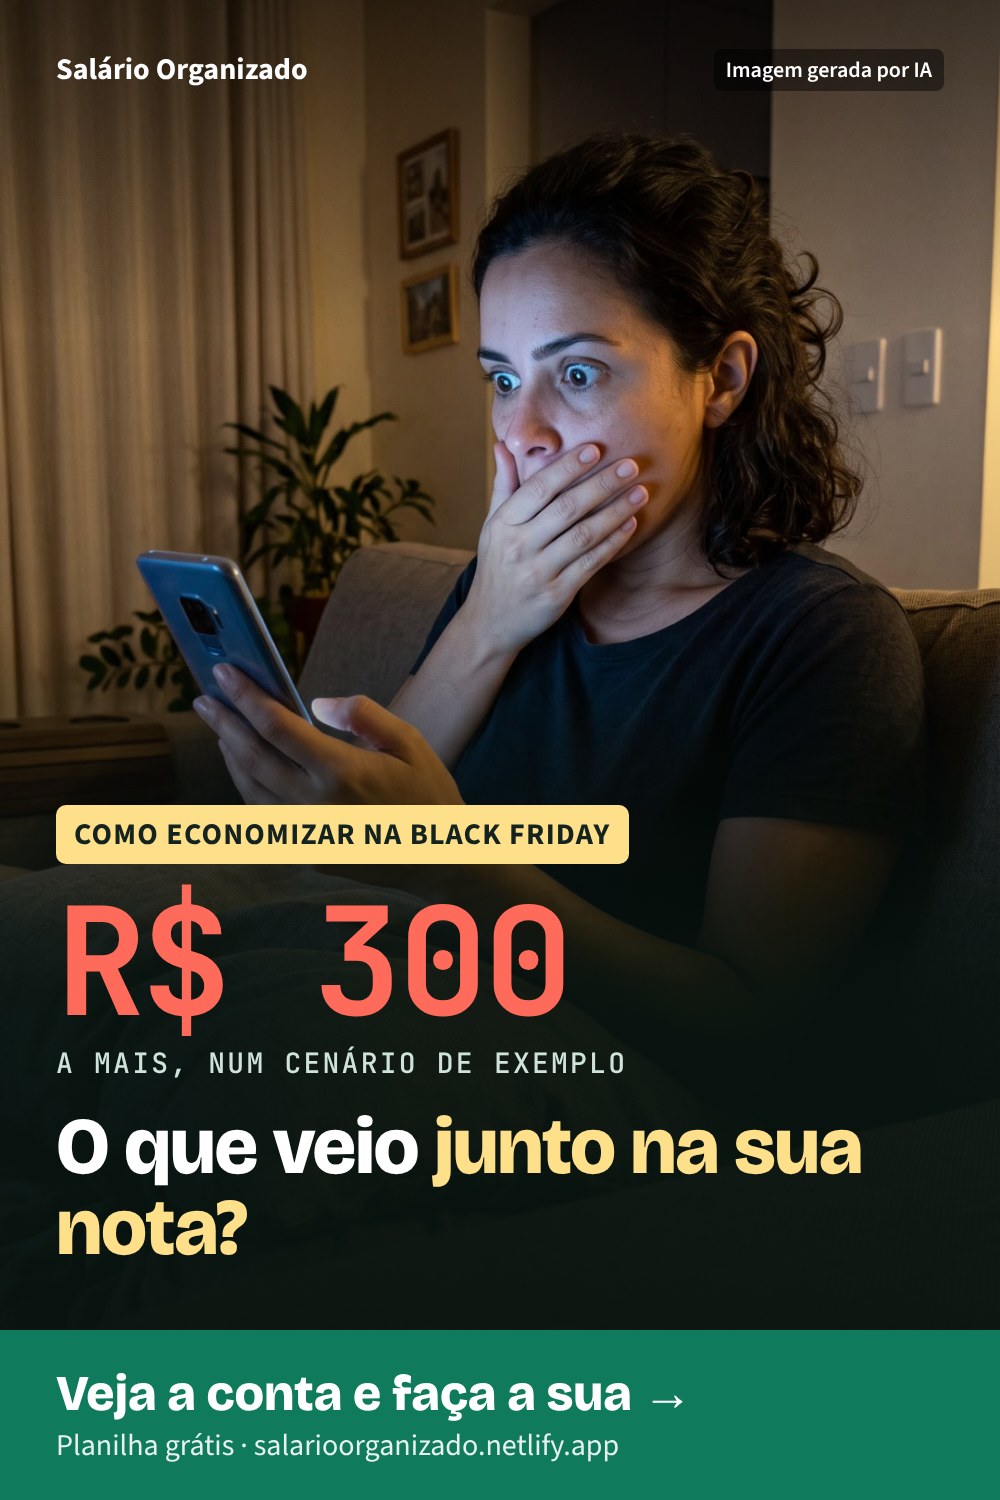 Salário Organizado
Imagem gerada por IA
COMO ECONOMIZAR NA BLACK FRIDAY
R$ 300
A MAIS, NUM CENÁRIO DE EXEMPLO
O que veio junto na sua
nota?
Veja a conta e faça a sua →
Planilha grátis · salarioorganizado.netlify.app